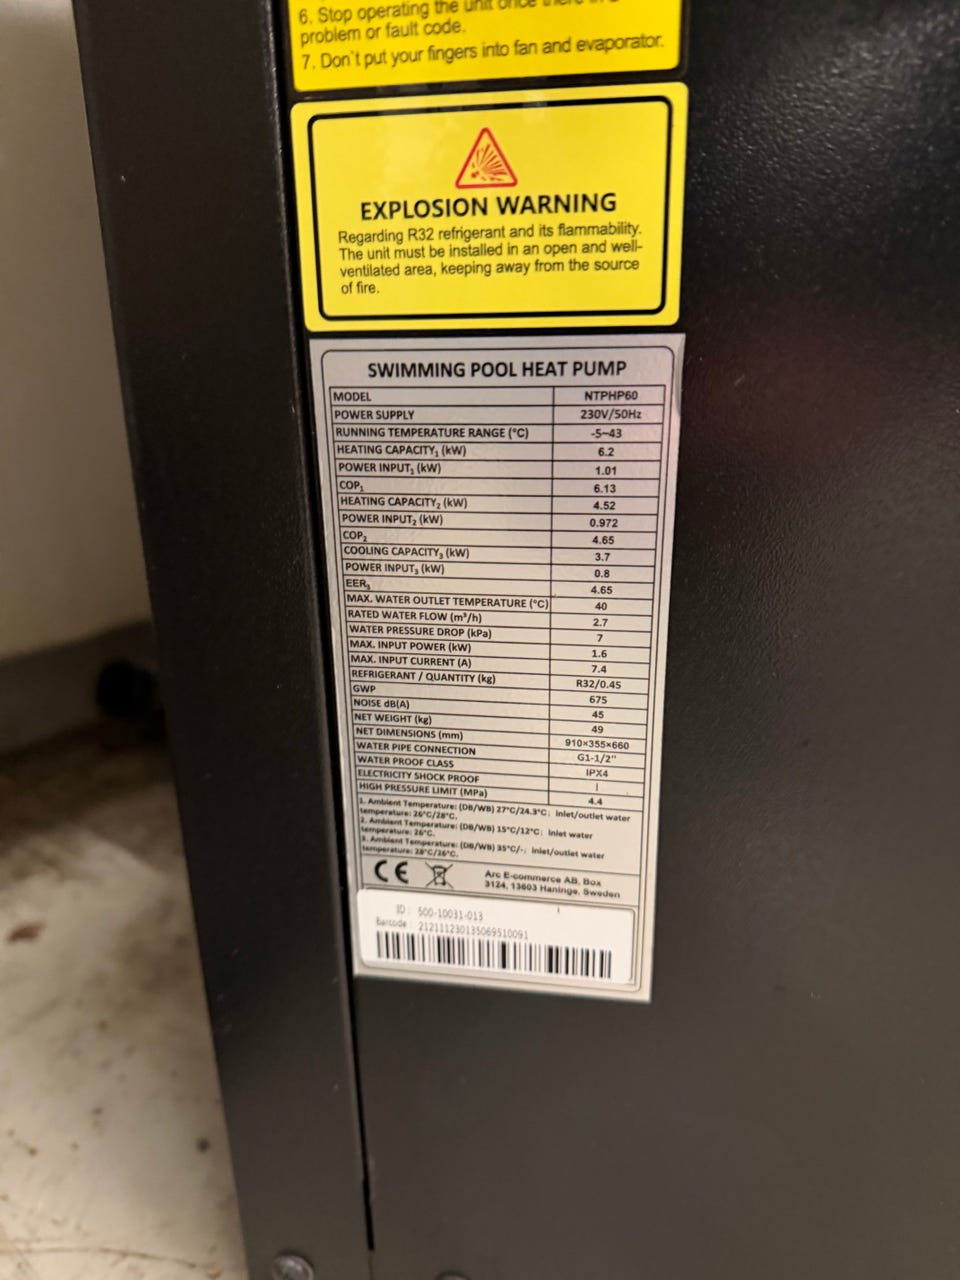 6. Stop operating the unit once there
problem or fault code.
7. Don`t put your fingers into fan and evaporator.
EXPLOSION WARNING
Regarding R32 refrigerant and its flammability.
The unit must be installed in an open and well-
ventilated area, keeping away from the source
of fire.
SWIMMING POOL HEAT PUMP
MODEL NTPHP60
POWER SUPPLY 230V/50Hz
RUNNING TEMPERATURE RANGE (°C) -5~43
HEATING CAPACITY₁ (kW) 6.2
POWER INPUT₁ (kW) 1.01
COP₁ 6.13
HEATING CAPACITY₂ (kW) 4.52
POWER INPUT₂ (kW) 0.972
COP₂ 4.65
COOLING CAPACITY₃ (kW) 3.7
POWER INPUT₃ (kW) 0.8
EER₃ 4.65
MAX. WATER OUTLET TEMPERATURE (°C) 40
RATED WATER FLOW (m³/h) 2.7
WATER PRESSURE DROP (kPa) 7
MAX. INPUT POWER (kW) 1.6
MAX. INPUT CURRENT (A) 7.4
REFRIGERANT / QUANTITY (kg) R32/0.45
GWP 675
NOISE dB(A) 45
NET WEIGHT (kg) 49
NET DIMENSIONS (mm) 910×355×660
WATER PIPE CONNECTION G1-1/2"
WATER PROOF CLASS IPX4
ELECTRICITY SHOCK PROOF I
HIGH PRESSURE LIMIT (MPa) 4.4
1. Ambient Temperature: (DB/WB) 27°C/24.3°C; Inlet/outlet water
temperature: 26°C/28°C.
2. Ambient Temperature: (DB/WB) 15°C/12°C; Inlet water
temperature: 26°C.
3. Ambient Temperature: (DB/WB) 35°C/-; Inlet/outlet water
temperature: 28°C/26°C.
CE
Arc E-commerce AB, Box
3124, 13603 Haninge, Sweden
ID: 500-10031-013
Barcode: 212111230135069510091